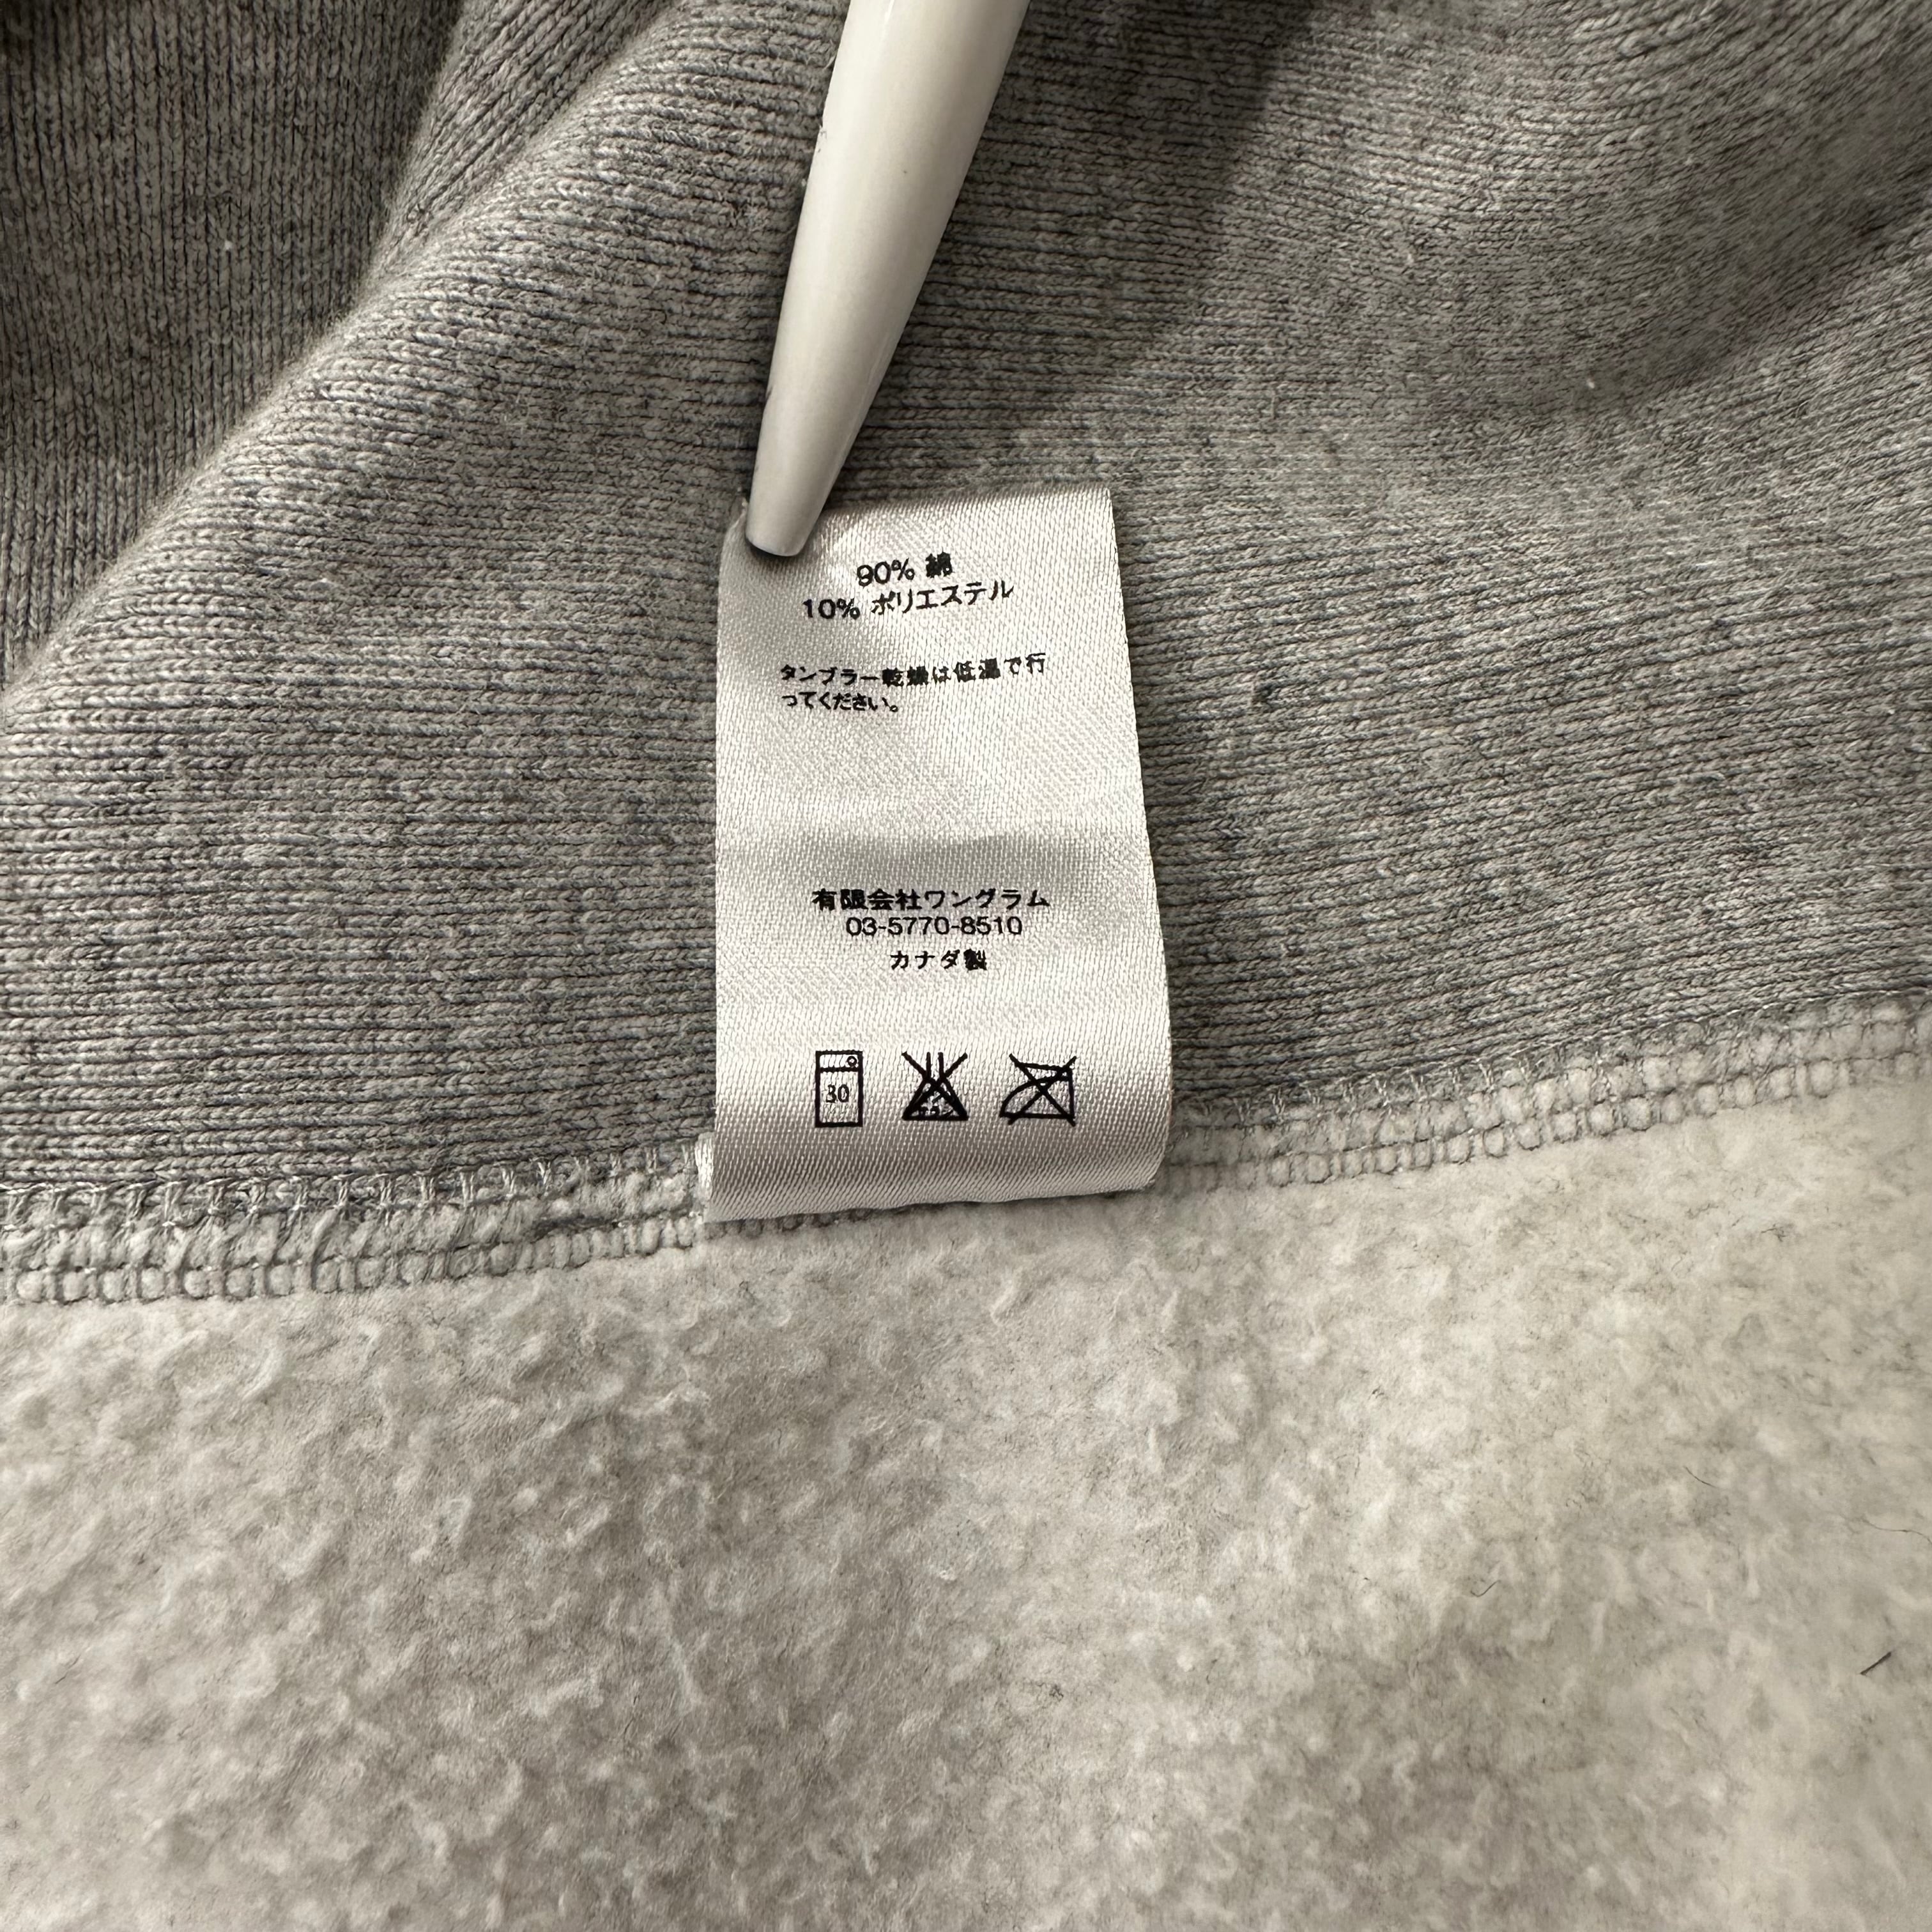 90% 綿
10% ポリエステル
タンブラー乾燥は低温で行
ってください。
有限会社ワングラム
03-5770-8510
カナダ製
30